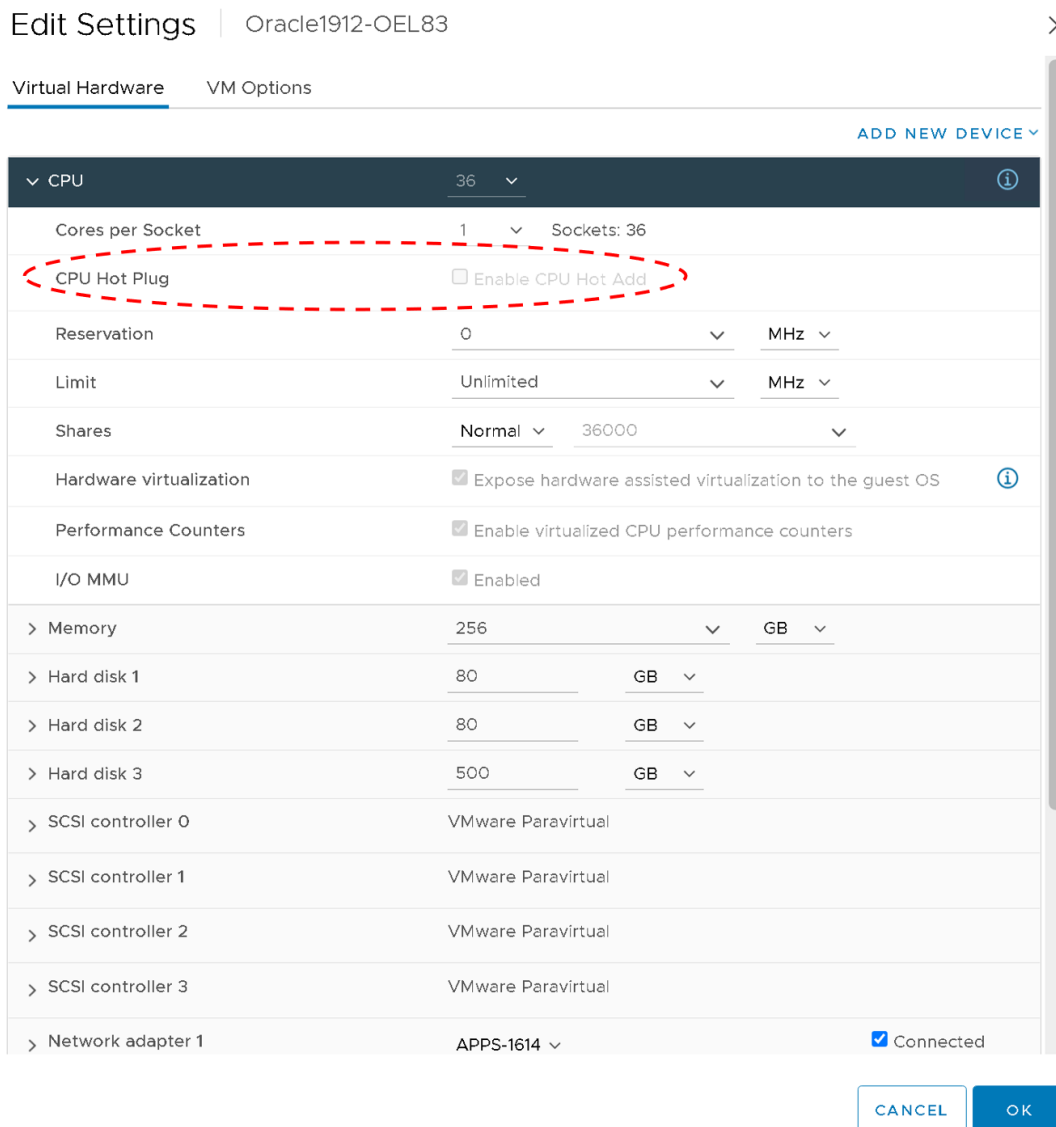 Edit Settings Oracle1912-OEL83
Virtual Hardware VM Options
ADD NEW DEVICE
CPU 36
Cores per Socket 1 Sockets: 36
CPU Hot Plug Enable CPU Hot Add
Reservation 0 MHz
Limit Unlimited MHz
Shares Normal 36000
Hardware virtualization Expose hardware assisted virtualization to the guest OS
Performance Counters Enable virtualized CPU performance counters
I/O MMU Enabled
Memory 256 GB
Hard disk 1 80 GB
Hard disk 2 80 GB
Hard disk 3 500 GB
SCSI controller 0 VMware Paravirtual
SCSI controller 1 VMware Paravirtual
SCSI controller 2 VMware Paravirtual
SCSI controller 3 VMware Paravirtual
Network adapter 1 APPS-1614 Connected
CANCEL OK